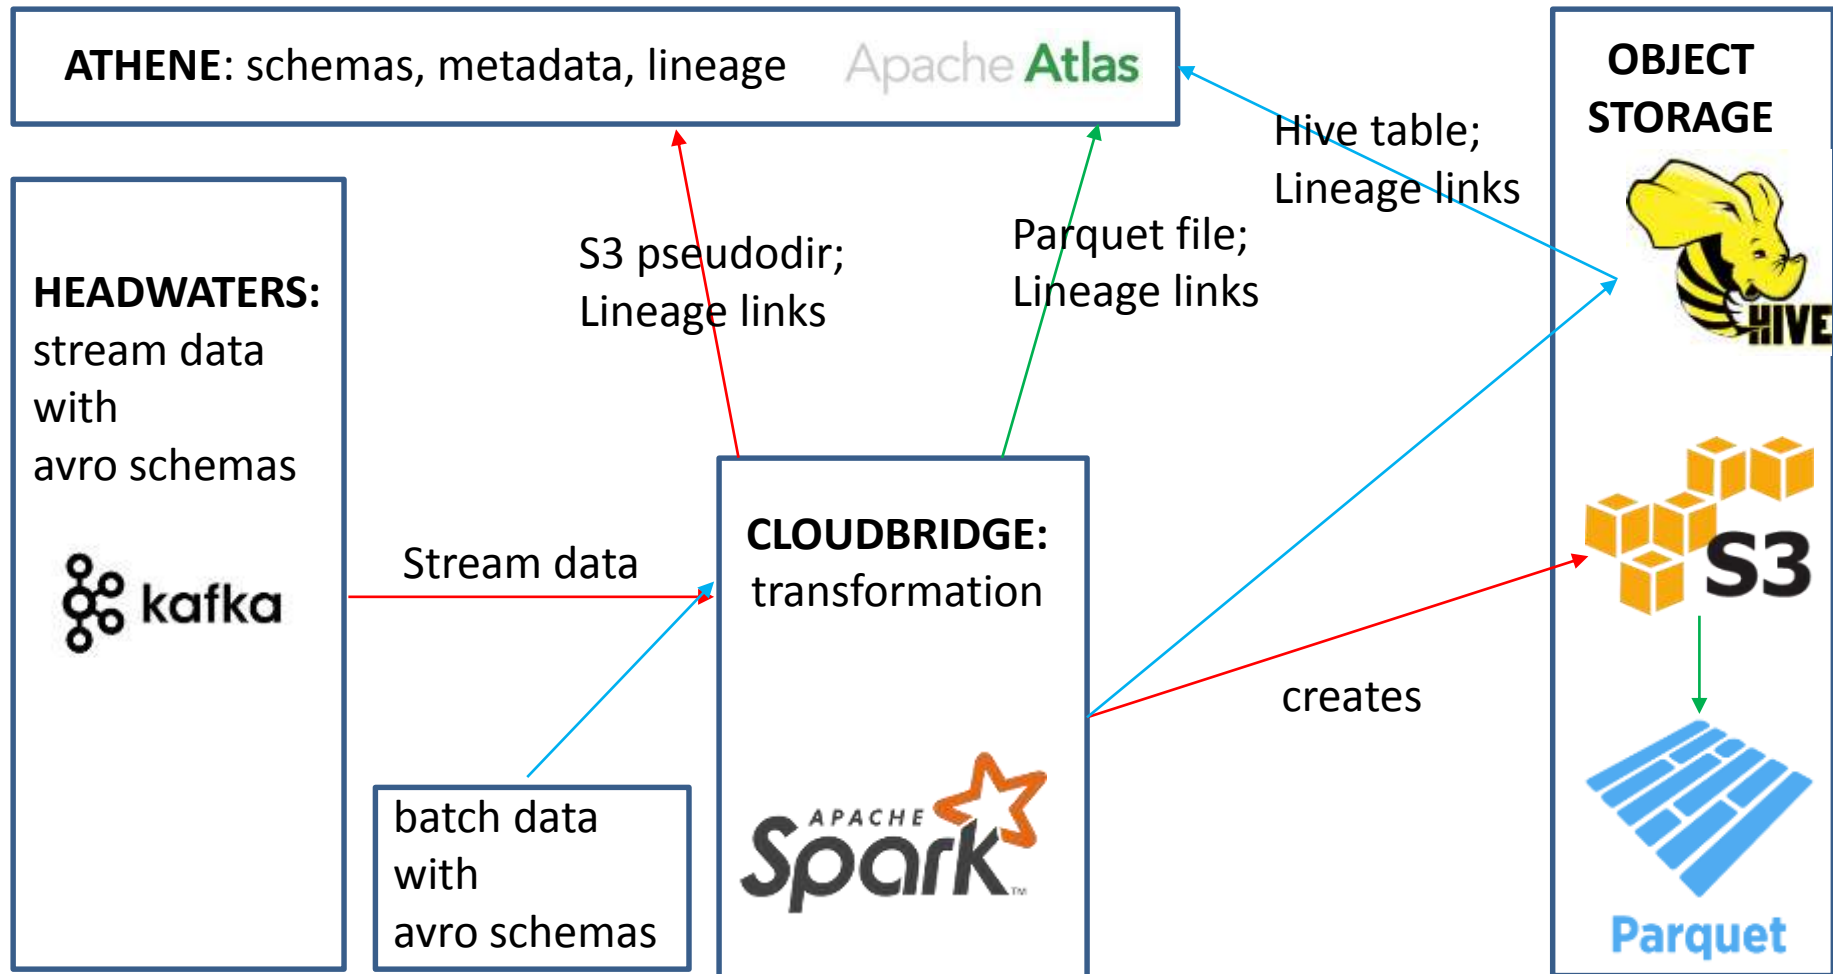 ATHENE: schemas, metadata, lineage
Apache Atlas
OBJECT
STORAGE
Hive table;
Lineage links
HIVE
S3 pseudodir;
Lineage links
Parquet file;
Lineage links
HEADWATERS:
stream data
with
avro schemas
kafka
Stream data
CLOUDBRIDGE:
transformation
S3
creates
batch data
with
avro schemas
APACHE
Spark™
Parquet